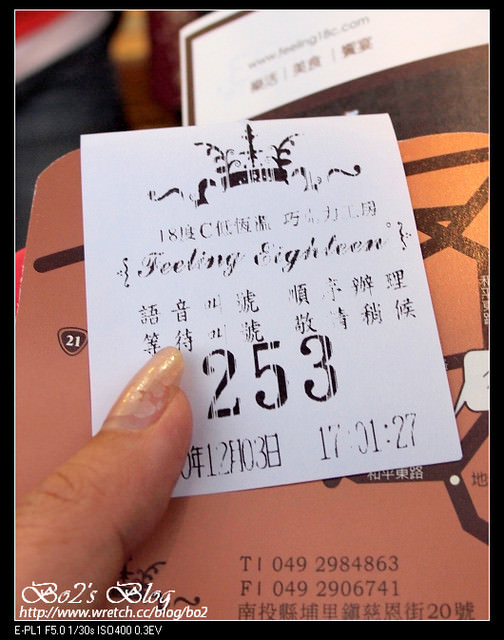 www.feeling18c.com
樂活｜美食｜饗宴
18度C低恆溫 巧克力工房
Feeling Eighteen°
語音叫號 順序辦理
等待叫號 敬請稍候
253
0年12月03日 17:01:27
21
和平東路
地
T| 049 2984863
F| 049 2906741
南投縣埔里鎮慈恩街20號
Bo2's Blog
http://www.wretch.cc/blog/bo2
E-PL1 F5.0 1/30s ISO400 0.3EV